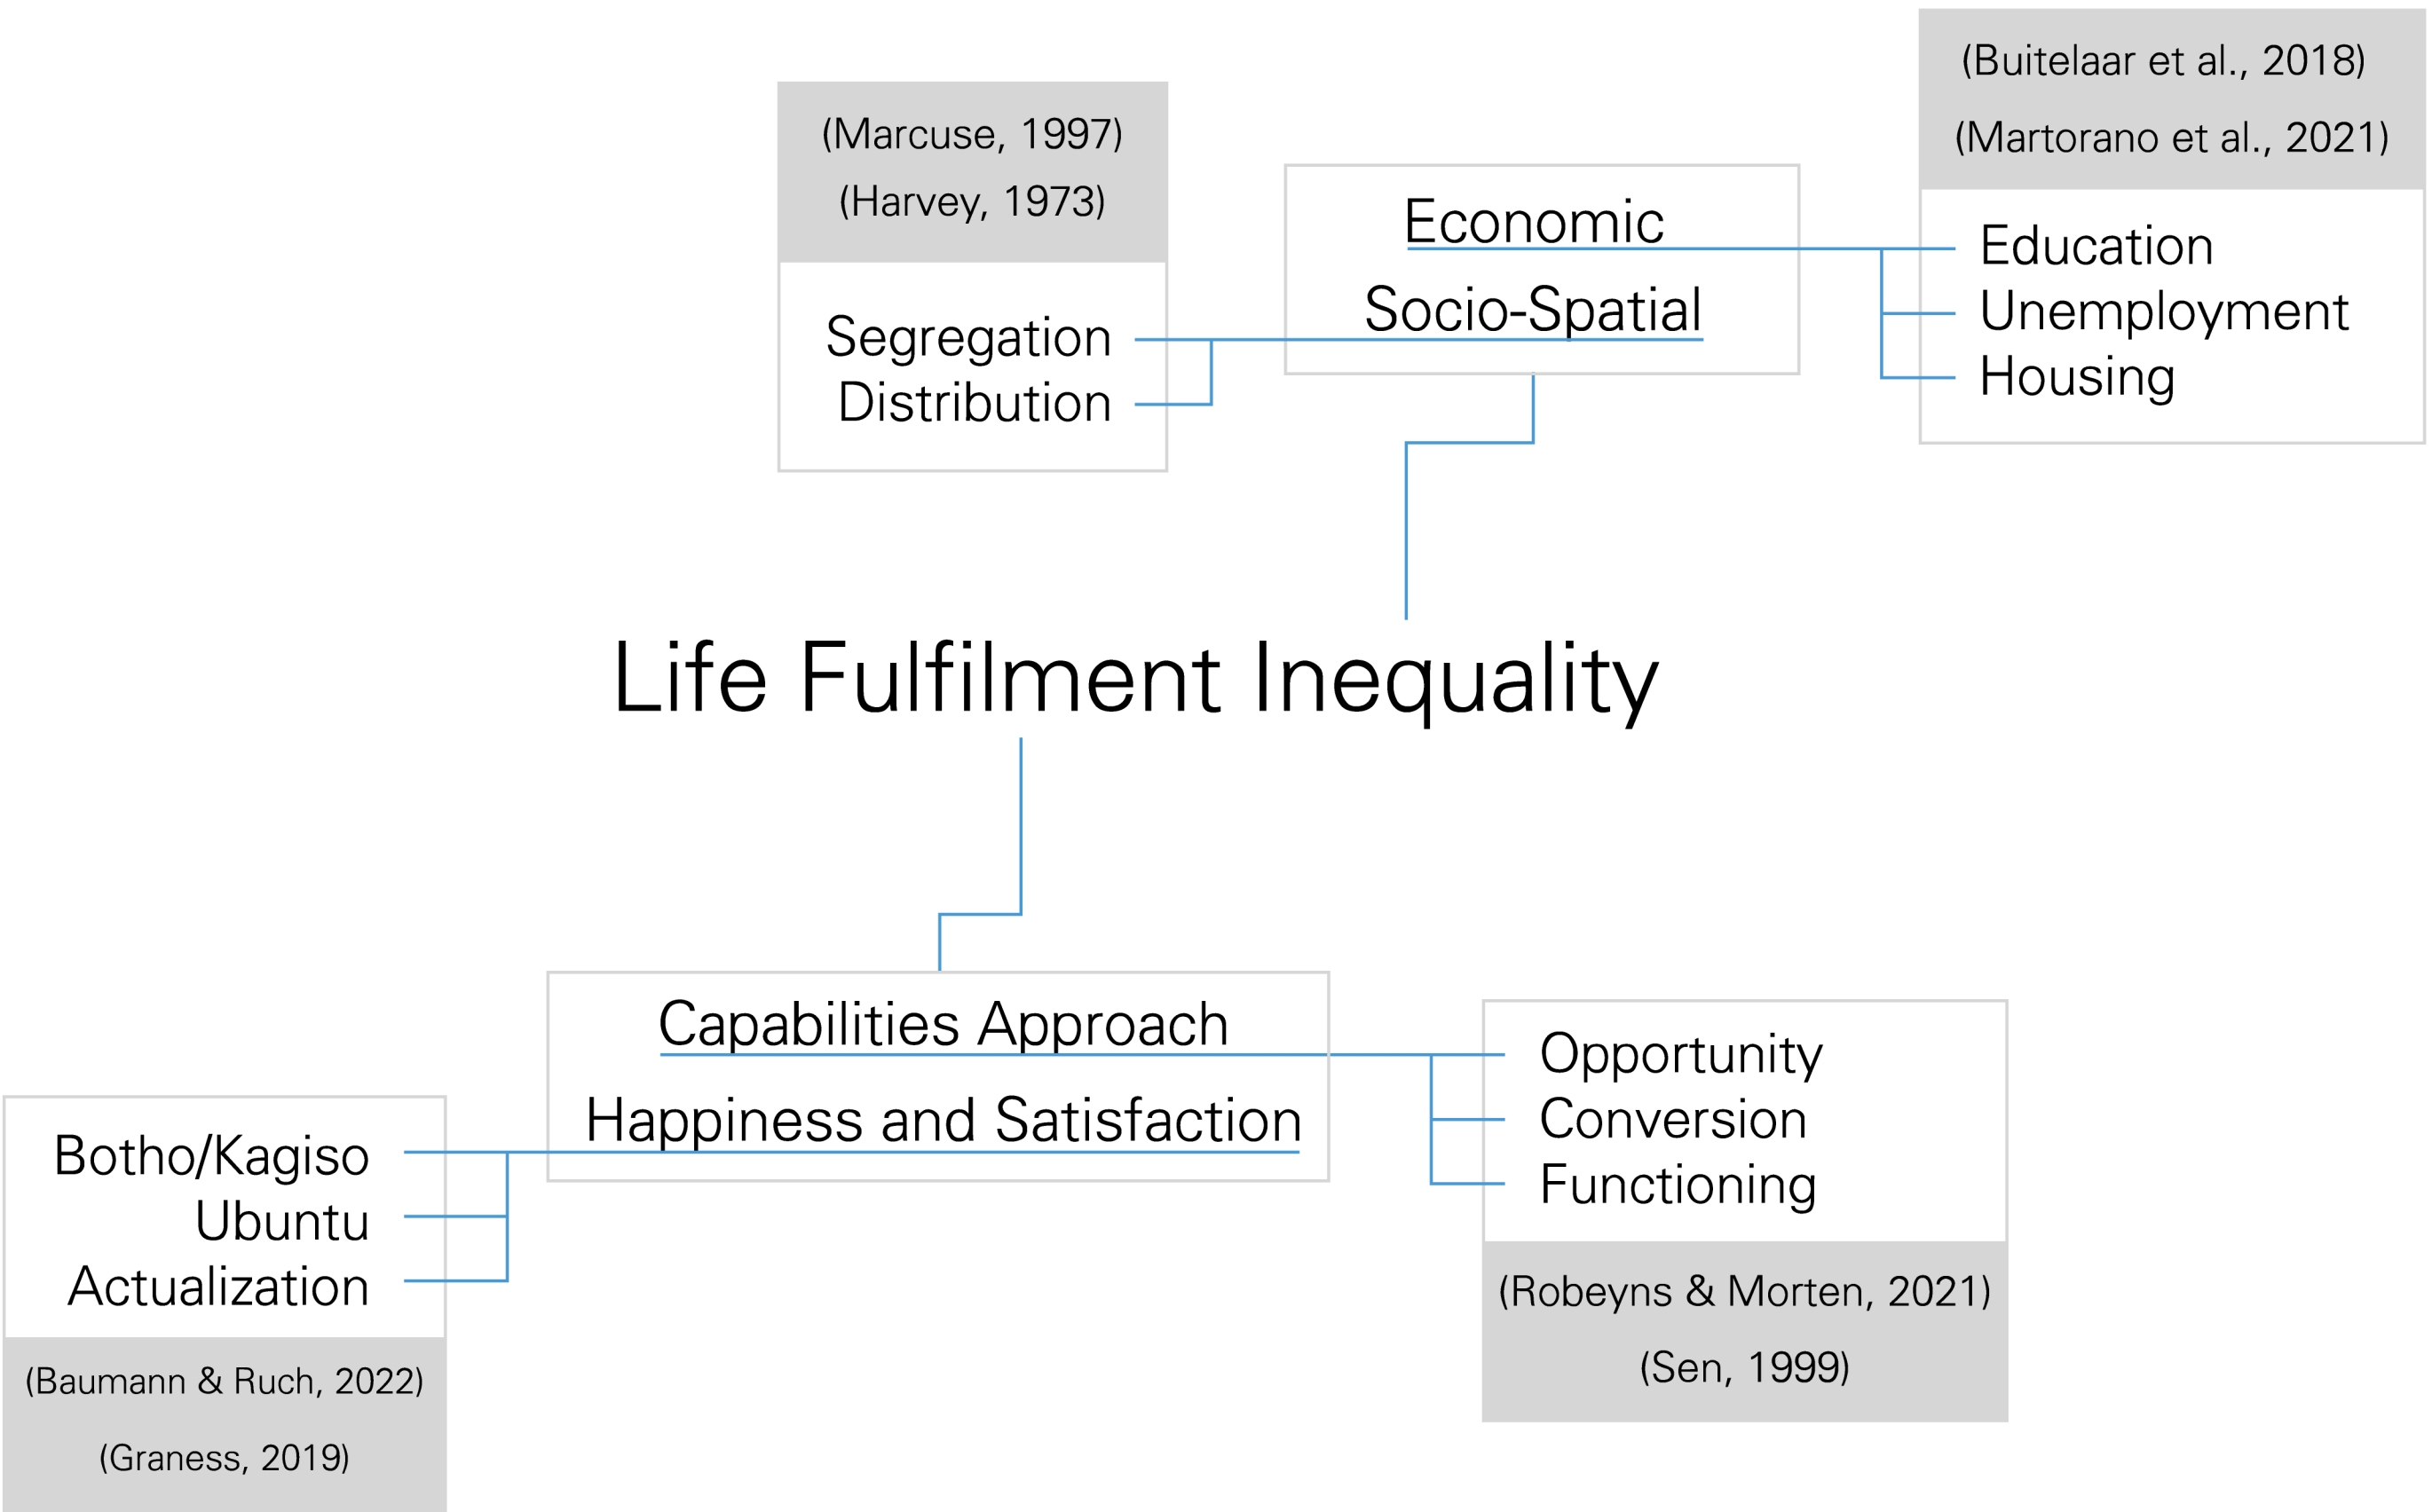 (Marcuse, 1997)
(Harvey, 1973)
Segregation
Distribution
Economic
Socio-Spatial
(Buitelaar et al., 2018)
(Martorano et al., 2021)
Education
Unemployment
Housing
Life Fulfilment Inequality
Capabilities Approach
Happiness and Satisfaction
Botho/Kagiso
Ubuntu
Actualization
(Baumann & Ruch, 2022)
(Graness, 2019)
Opportunity
Conversion
Functioning
(Robeyns & Morten, 2021)
(Sen, 1999)